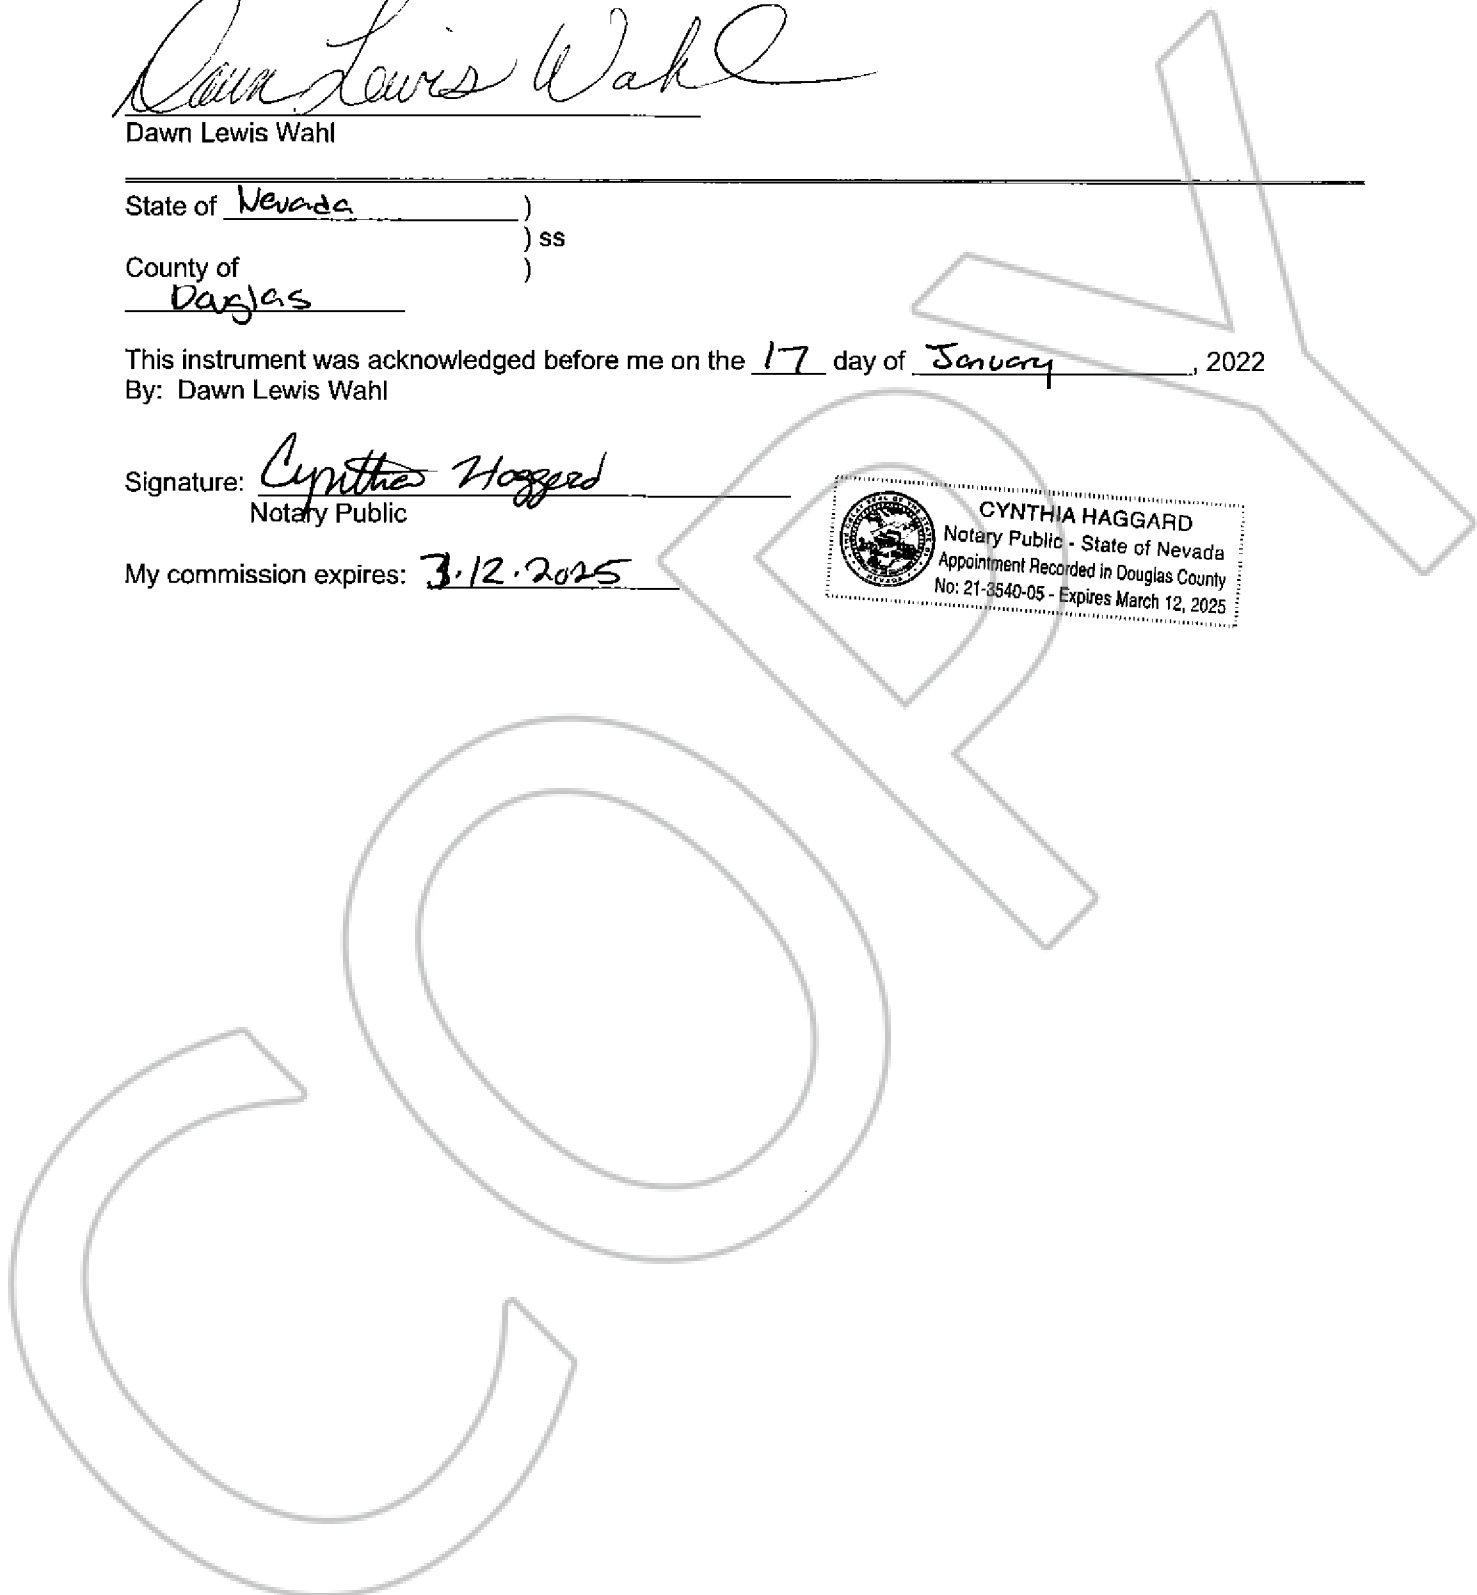 Dawn Lewis Wahl
Dawn Lewis Wahl
State of Nevada )
) ss
County of )
Douglas
This instrument was acknowledged before me on the 17 day of January, 2022
By: Dawn Lewis Wahl
Signature: Cynthia Haggard
Notary Public
CYNTHIA HAGGARD
Notary Public - State of Nevada
Appointment Recorded in Douglas County
No: 21-3540-05 - Expires March 12, 2025
My commission expires: 3.12.2025
COPY